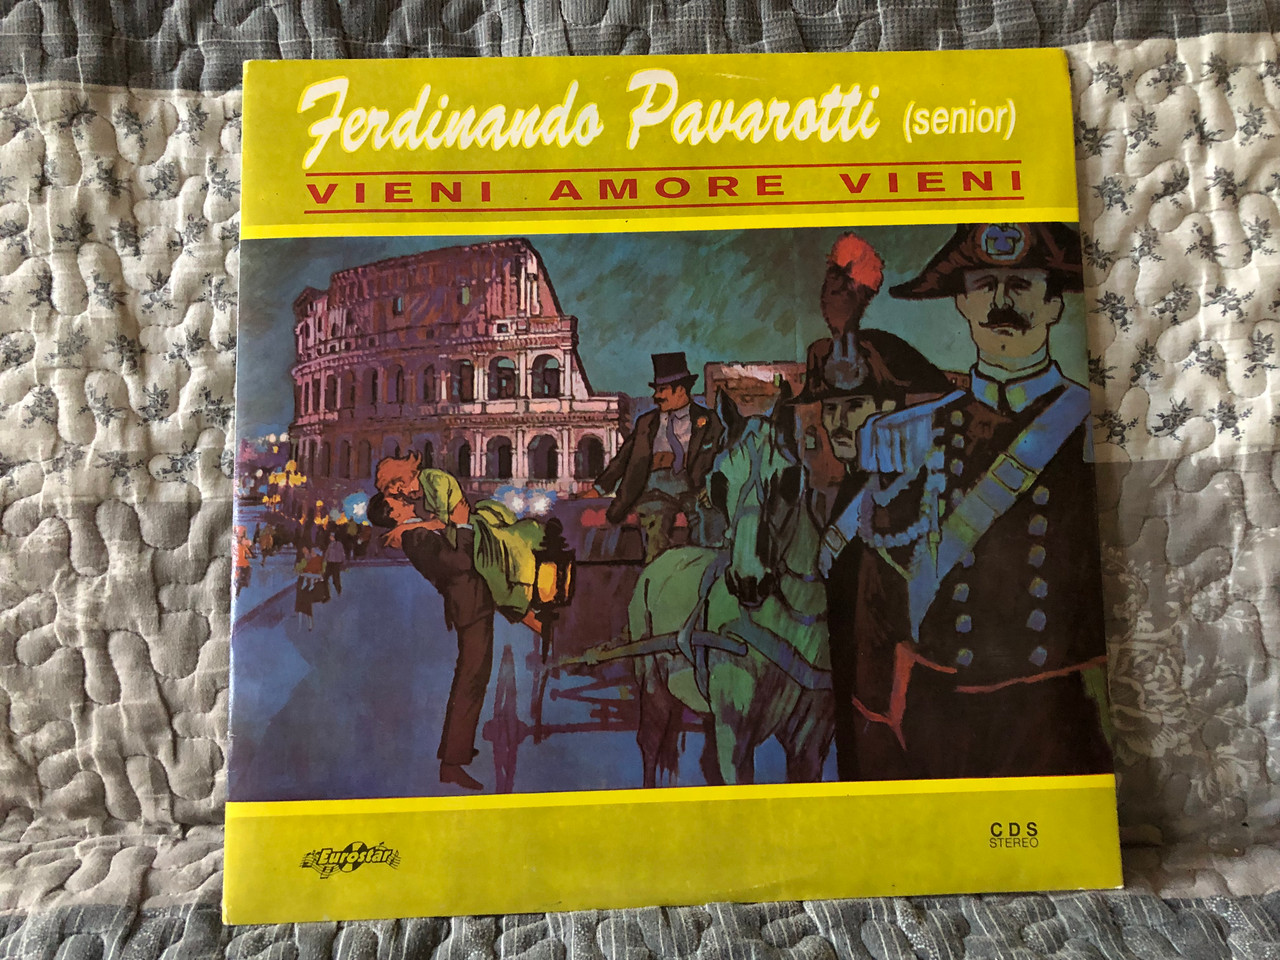 Ferdinando Pavarotti (senior)
VIENI AMORE VIENI
Eurostar
CDS
STEREO